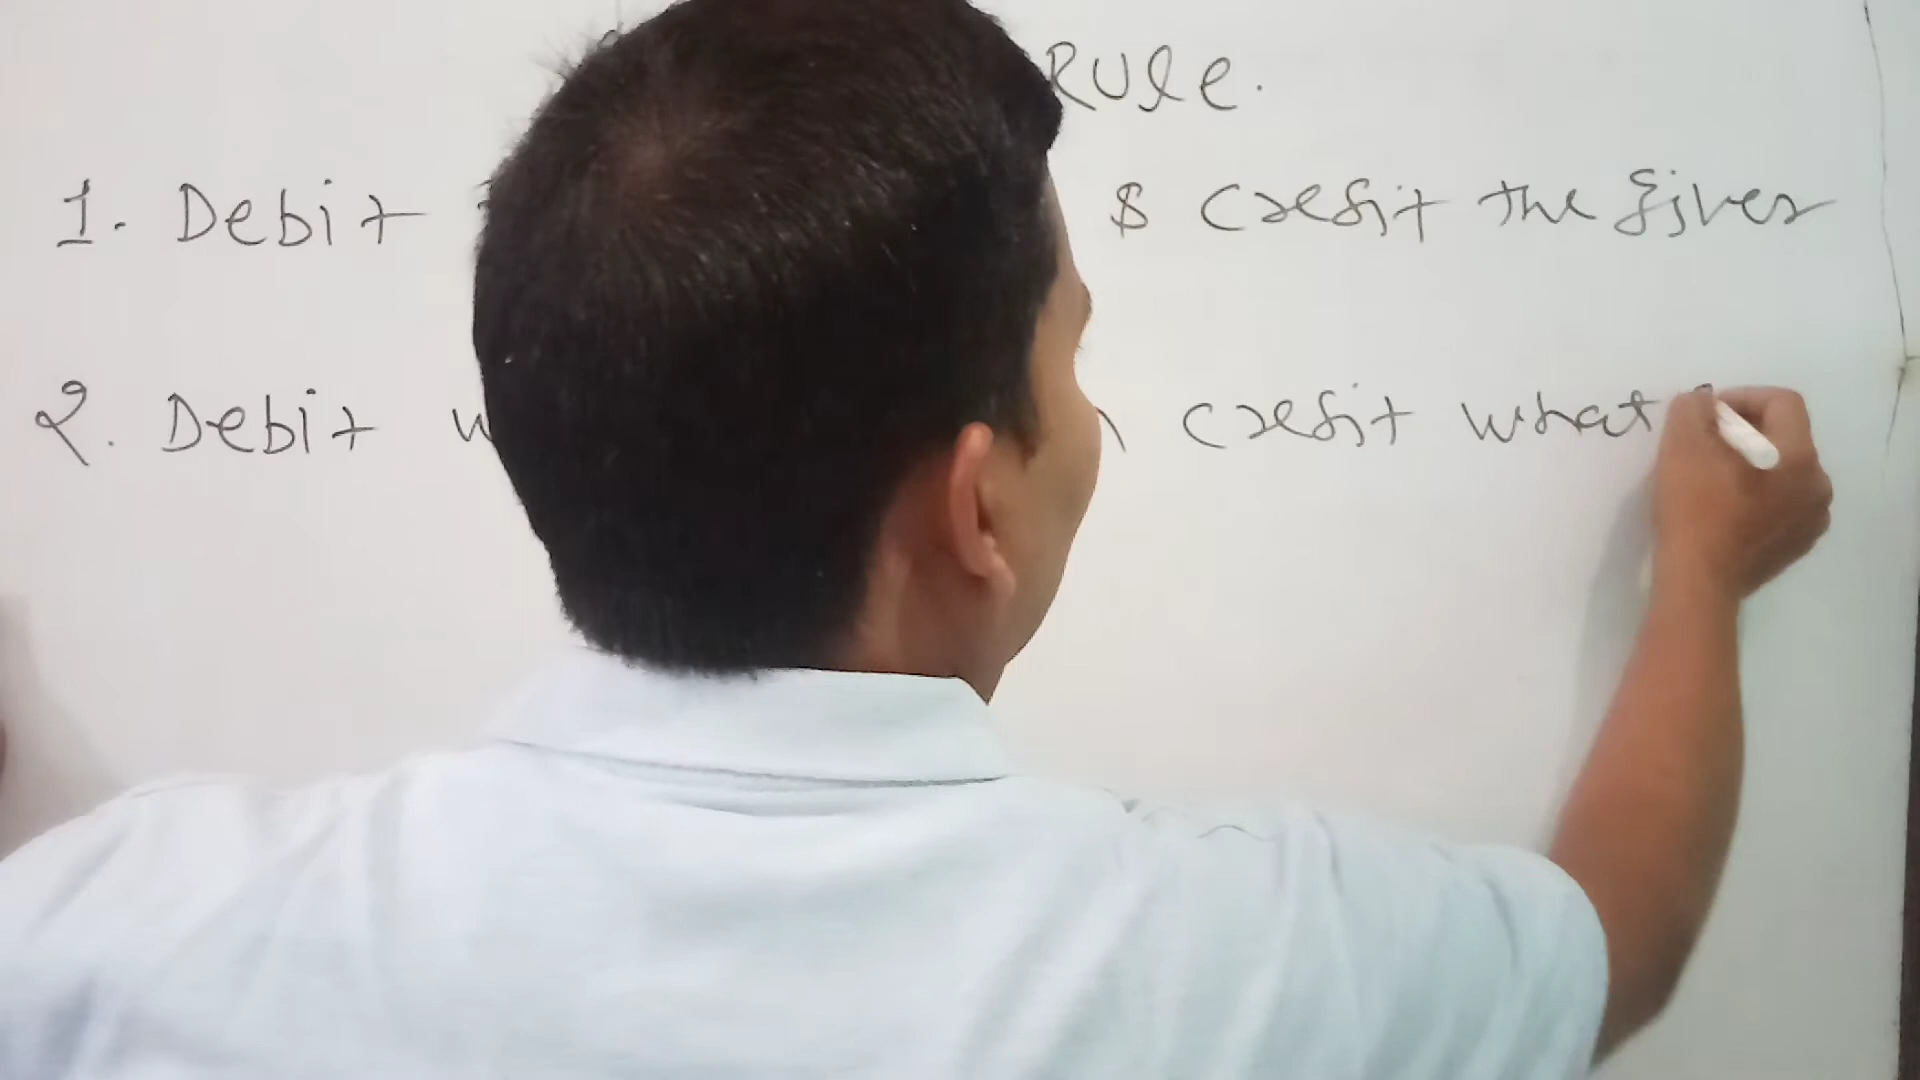 Rule.
1. Debit $ Credit the giver
2. Debit Credit what